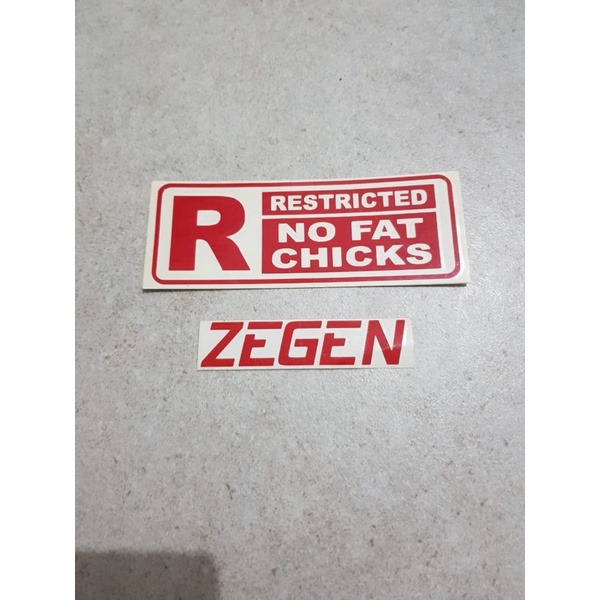 R
RESTRICTED
NO FAT
CHICKS
ZEGEN